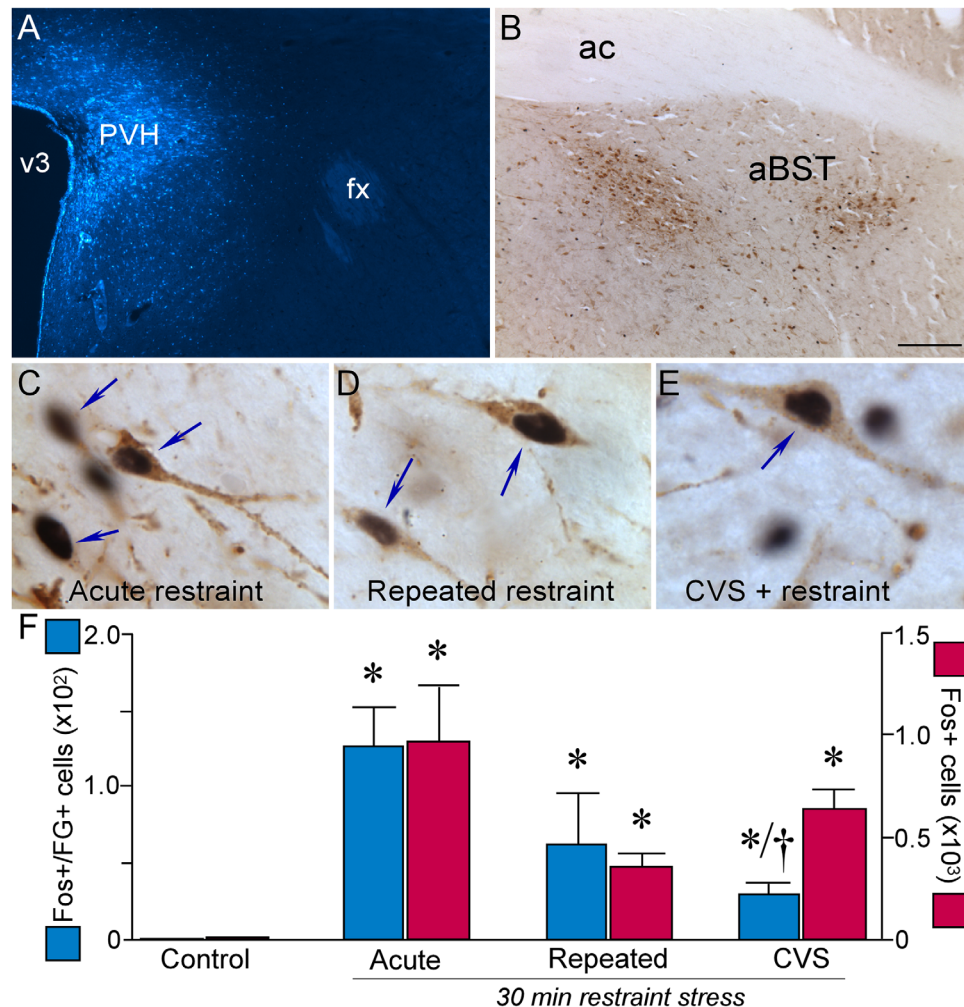 A
PVH
v3
fx
B
ac
aBST
C
Acute restraint
D
Repeated restraint
E
CVS + restraint
F
Fos+/FG+ cells (x10²)
2.0
1.0
0
* * * * */† *
1.5
1.0
0.5
0
Fos+ cells (x10³)
Control Acute Repeated CVS
30 min restraint stress